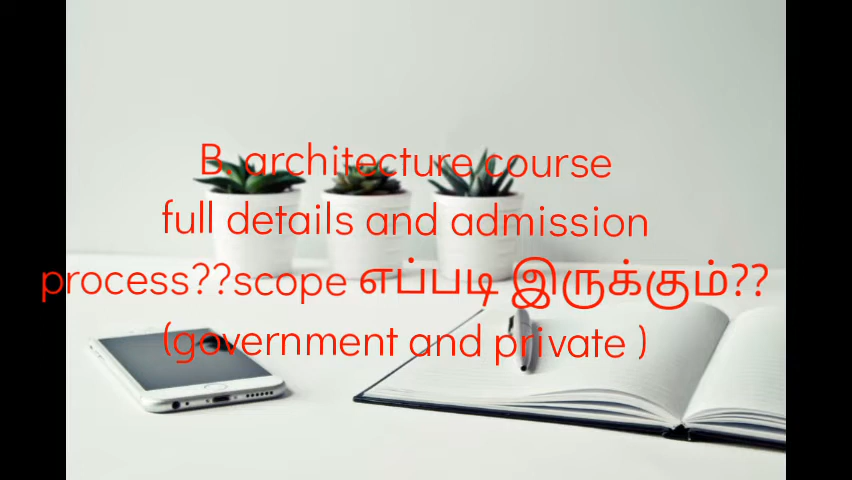 B. architecture course
full details and admission
process??scope எப்படி இருக்கும்??
(government and private )